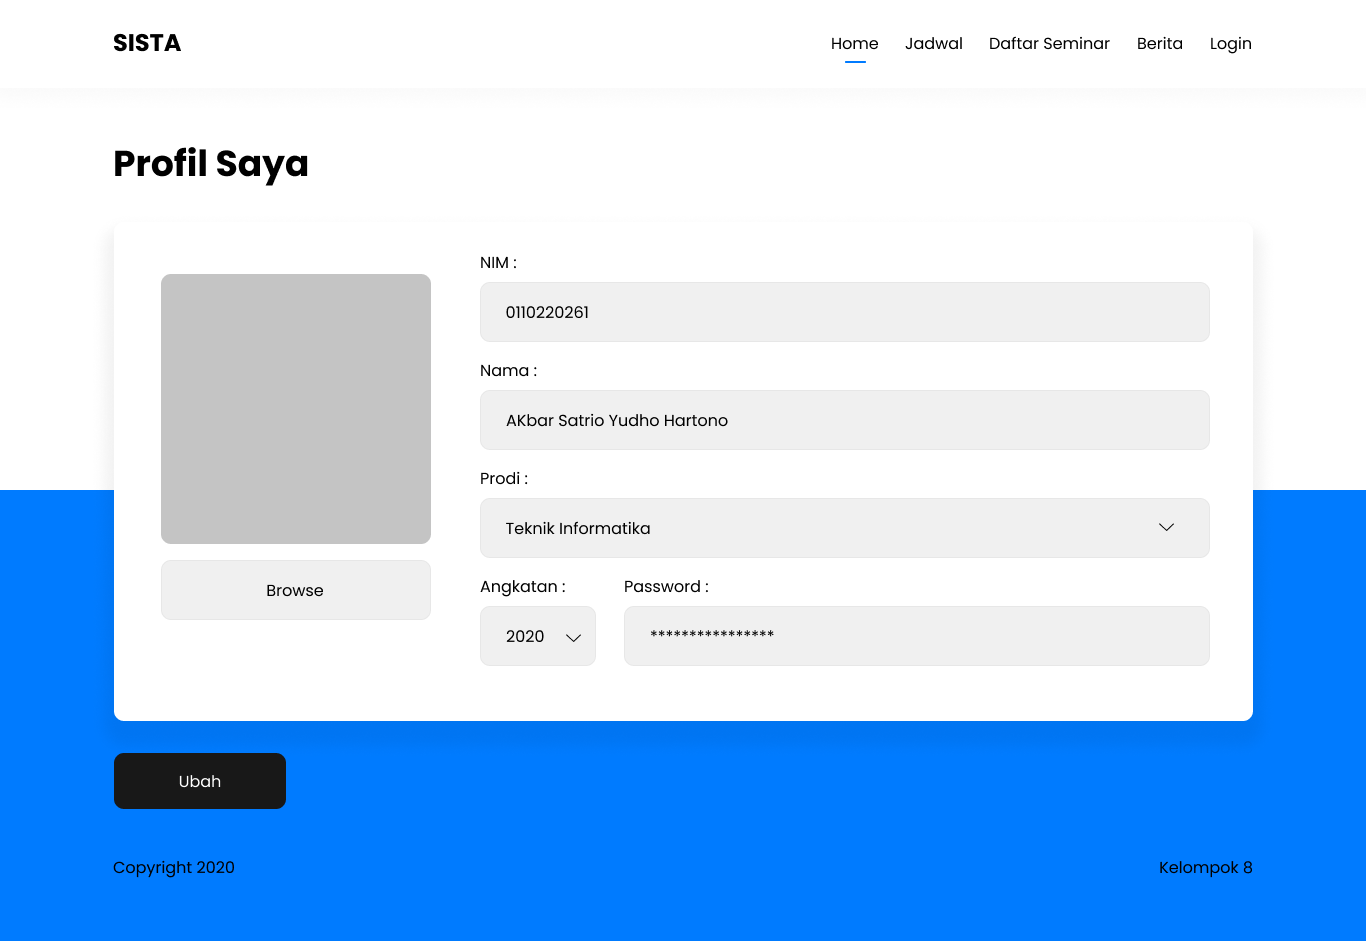 SISTA
Home Jadwal Daftar Seminar Berita Login
Profil Saya
NIM :
0110220261
Nama :
AKbar Satrio Yudho Hartono
Prodi :
Teknik Informatika
Browse
Angkatan : Password :
2020 ****************
Ubah
Copyright 2020 Kelompok 8